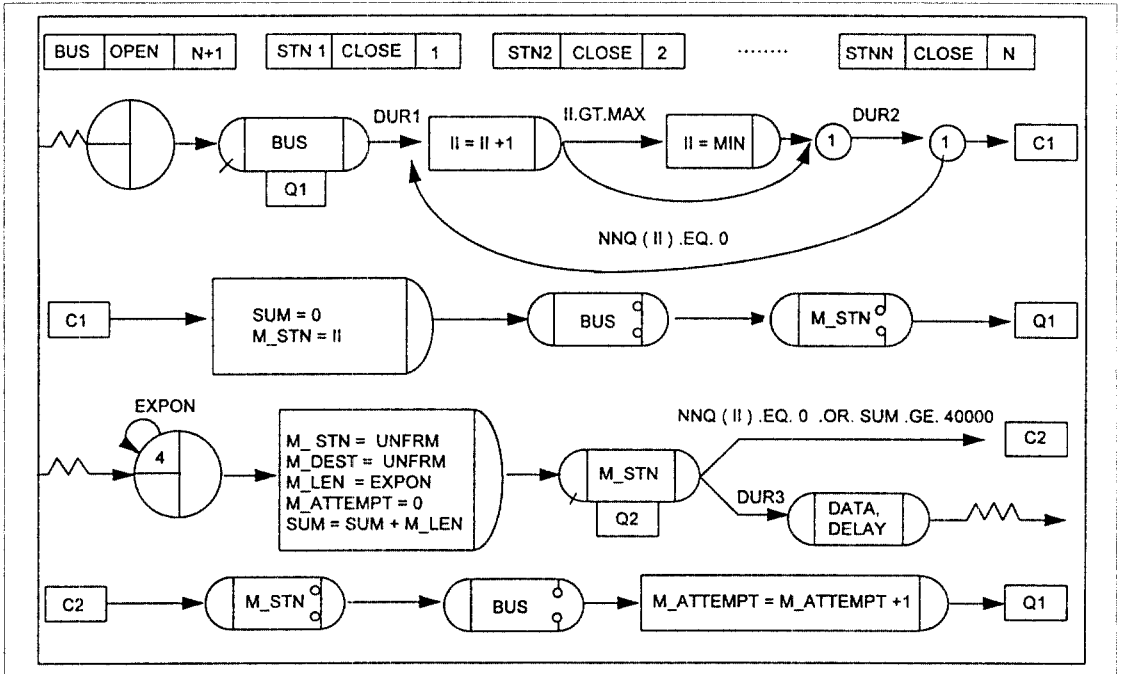 BUS OPEN N+1 STN 1 CLOSE 1 STN2 CLOSE 2 ........ STNN CLOSE N
DUR1 II.GT.MAX DUR2
BUS II = II +1 II = MIN 1 1 C1
Q1
NNQ ( II ) .EQ. 0
C1 SUM = 0 BUS M_STN Q1
M_STN = II
EXPON
NNQ ( II ) .EQ. 0 .OR. SUM .GE. 40000
C2
4
M_ STN = UNFRM
M_DEST = UNFRM
M_LEN = EXPON
M_ATTEMPT = 0
SUM = SUM + M_LEN
M_STN
Q2
DUR3
DATA,
DELAY
C2 M_STN BUS M_ATTEMPT = M_ATTEMPT +1 Q1